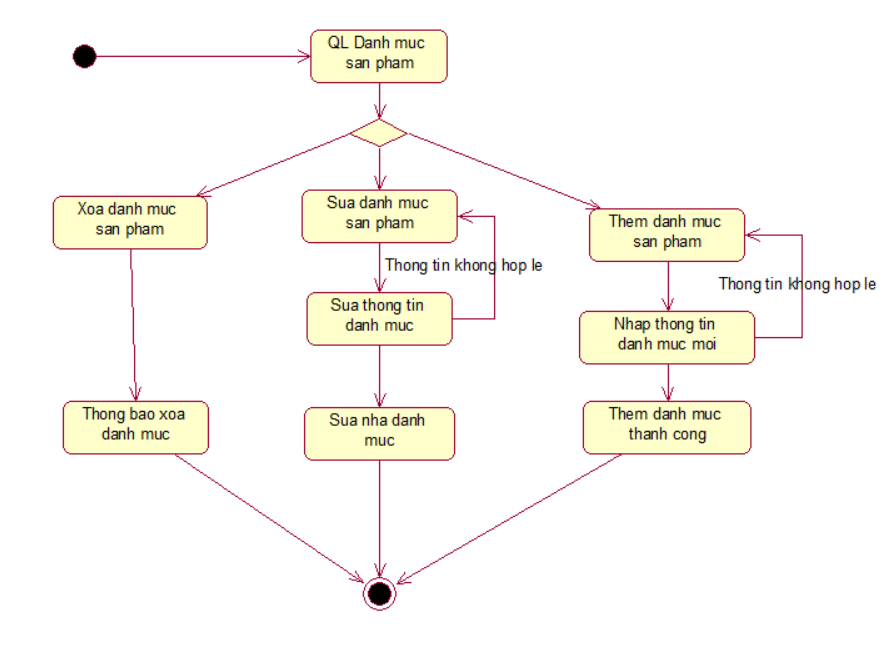 QL Danh muc
san pham
Xoa danh muc
san pham
Sua danh muc
san pham
Them danh muc
san pham
Thong tin khong hop le
Thong tin khong hop le
Sua thong tin
danh muc
Nhap thong tin
danh muc moi
Thong bao xoa
danh muc
Sua nha danh
muc
Them danh muc
thanh cong